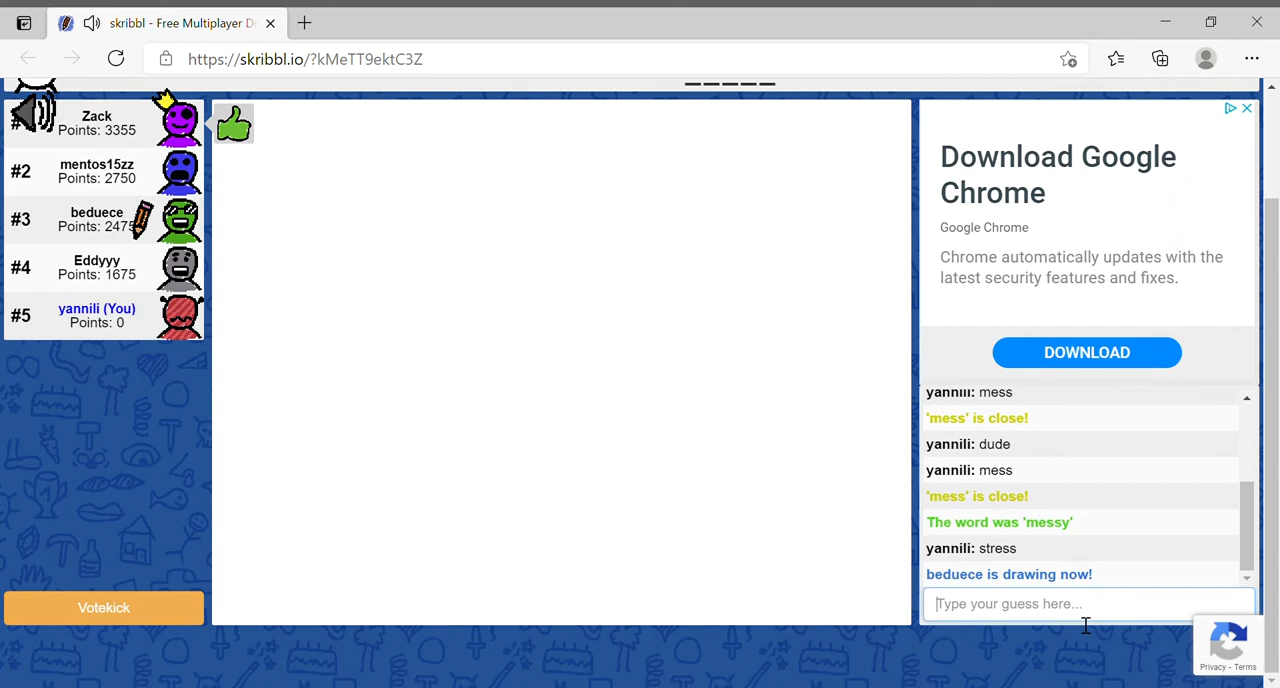 skribbl - Free Multiplayer D
https://skribbl.io/?kMeTT9ektC3Z
_ _ _ _ _
#
Zack
Points: 3355
#2
mentos15zz
Points: 2750
#3
beduece
Points: 2475
#4
Eddyyy
Points: 1675
#5
yannili (You)
Points: 0
Votekick
Download Google
Chrome
Google Chrome
Chrome automatically updates with the
latest security features and fixes.
DOWNLOAD
yannili: mess
'mess' is close!
yannili: dude
yannili: mess
'mess' is close!
The word was 'messy'
yannili: stress
beduece is drawing now!
Type your guess here...
Privacy - Terms